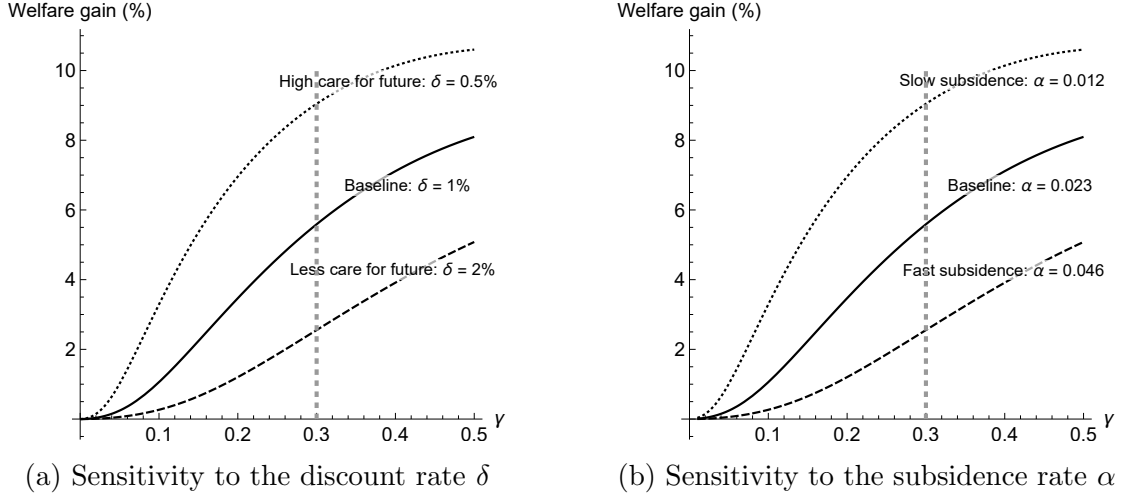 Welfare gain (%)
10
8
6
4
2
High care for future: δ = 0.5%
Baseline: δ = 1%
Less care for future: δ = 2%
0.1 0.2 0.3 0.4 0.5 γ
(a) Sensitivity to the discount rate δ
Welfare gain (%)
10
8
6
4
2
Slow subsidence: α = 0.012
Baseline: α = 0.023
Fast subsidence: α = 0.046
0.1 0.2 0.3 0.4 0.5 γ
(b) Sensitivity to the subsidence rate α